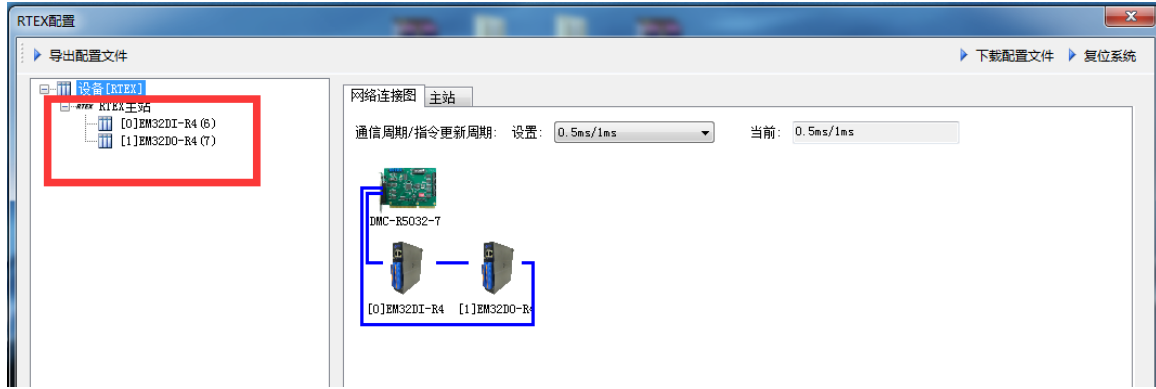 RTEX配置
导出配置文件
下载配置文件 复位系统
设备[RTEX]
RTEX RTEX主站
[0]EM32DI-R4(6)
[1]EM32DO-R4(7)
网络连接图 主站
通信周期/指令更新周期: 设置: 0.5ms/1ms 当前: 0.5ms/1ms
DMC-R5032-7
[0]EM32DI-R4 [1]EM32DO-R4